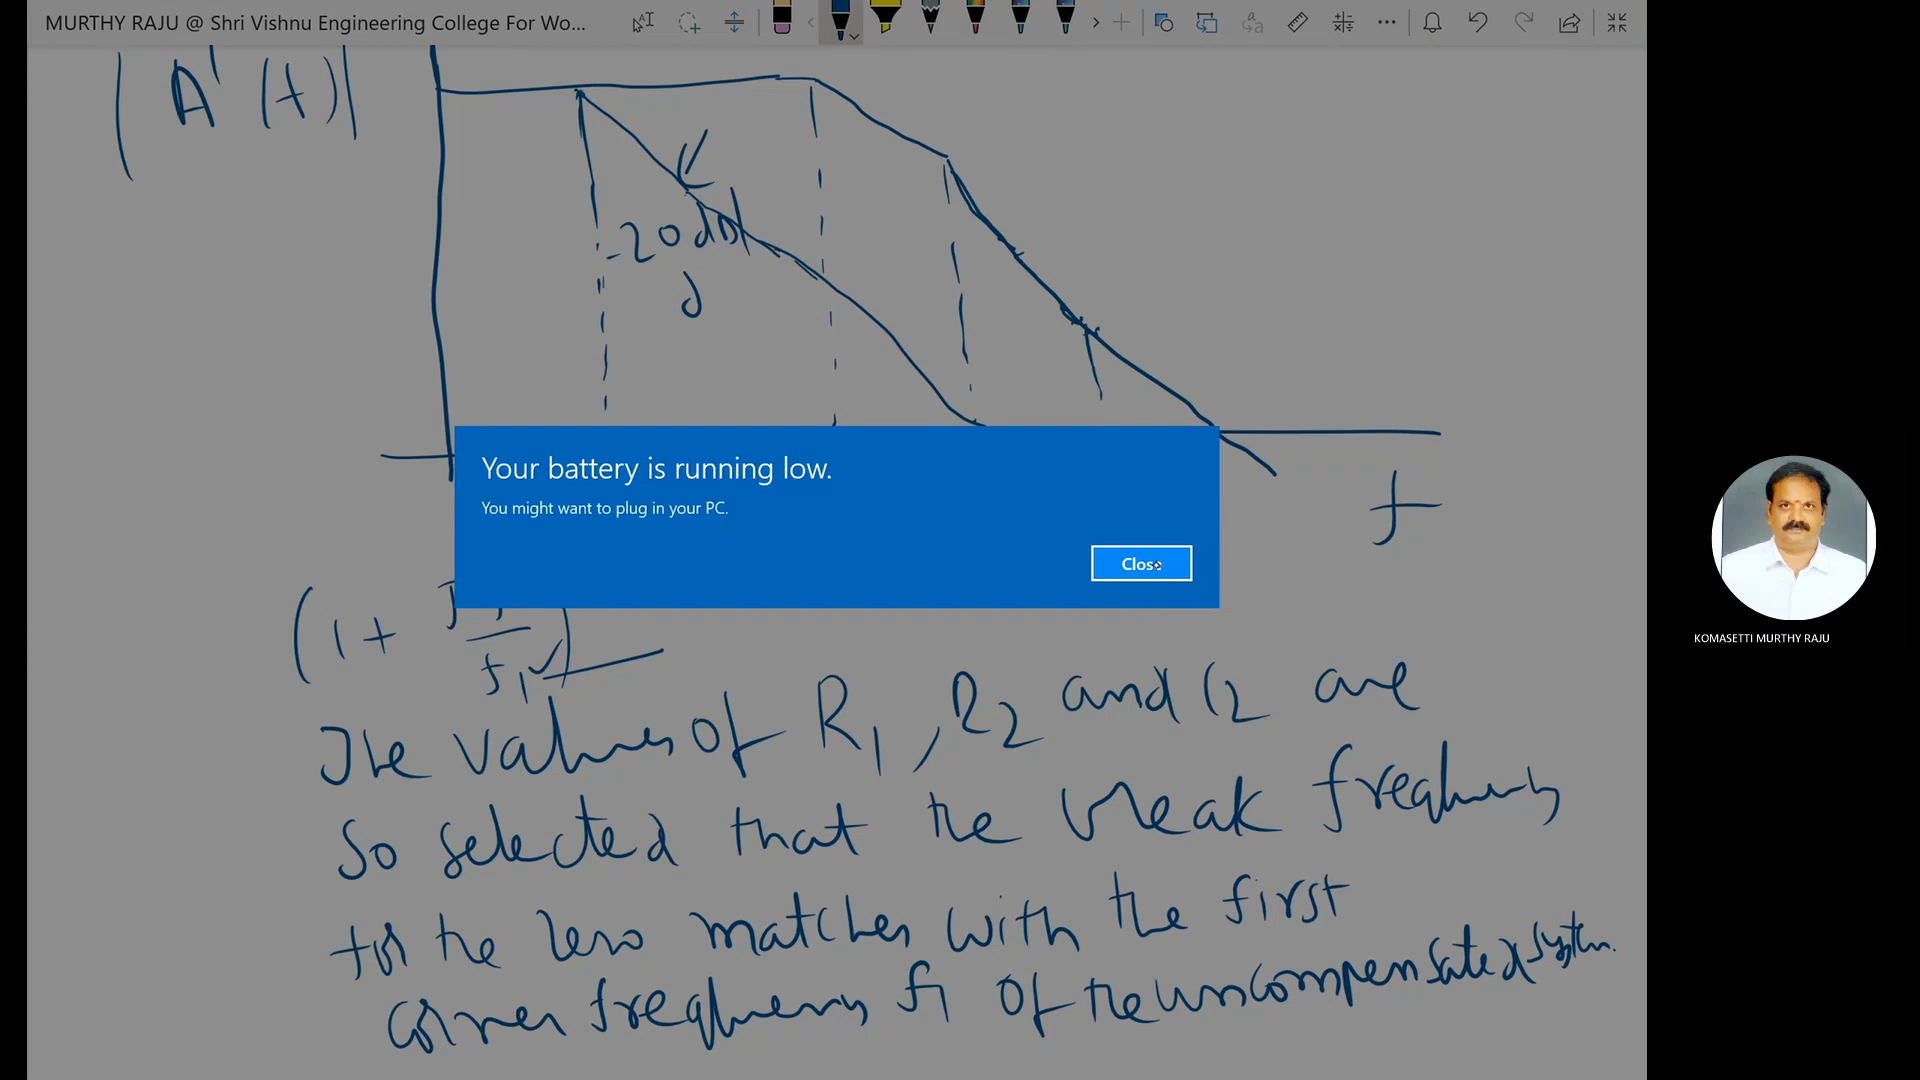 MURTHY RAJU @ Shri Vishnu Engineering College For Wo...
|A'(f)|
-20dB/
d
Your battery is running low.
You might want to plug in your PC.
Close
f
(1+ jf
f1)
The values of R1, R2 and C2 are
so selected that the break frequency
for the zero matches with the first
corner frequency f1 of the uncompensated system.
KOMASETTI MURTHY RAJU